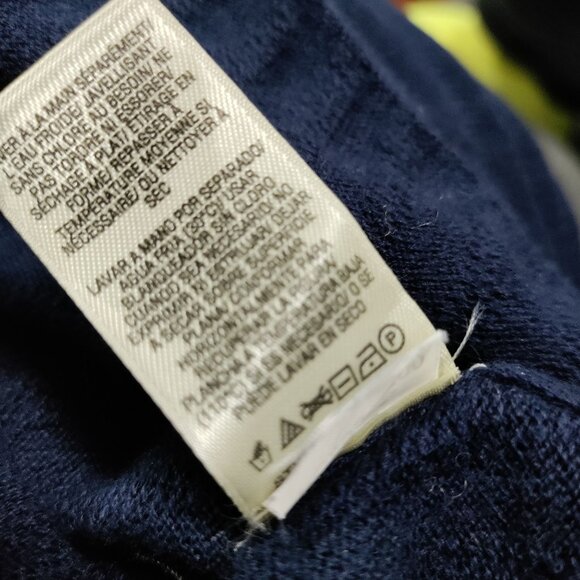 À LA MAIN SÉPARÉMENT
L'EAU FROIDE/ JAVELLISANT
SANS CHLORE AU BESOIN/ NE
PAS TORDRE NI ESSORER/
SÉCHAGE À PLAT/ ÉTIRAGE EN
FORME/ REPASSER À
TEMPÉRATURE MOYENNE SI
NÉCESSAIRE/ OU NETTOYER À
SEC
LAVAR A MANO POR SEPARADO/
AGUA FRIA (30°C)/ USAR
BLANQUEADOR SIN CLORO
CUANDO SEA NECESARIO/ NO
EXPRIMIR NI ESTRUJAR/ DEJAR
A SECAR SOBRE SUPERFICIE
PLANA/ CONFORMAR
HORIZONTALMENTE PARA
RECUPERAR LA FORMA/
PLANCHA A TEMPERATURA BAJA
(110°C) SI ES NECESARIO/ O SE
PUEDE LAVAR EN SECO
P